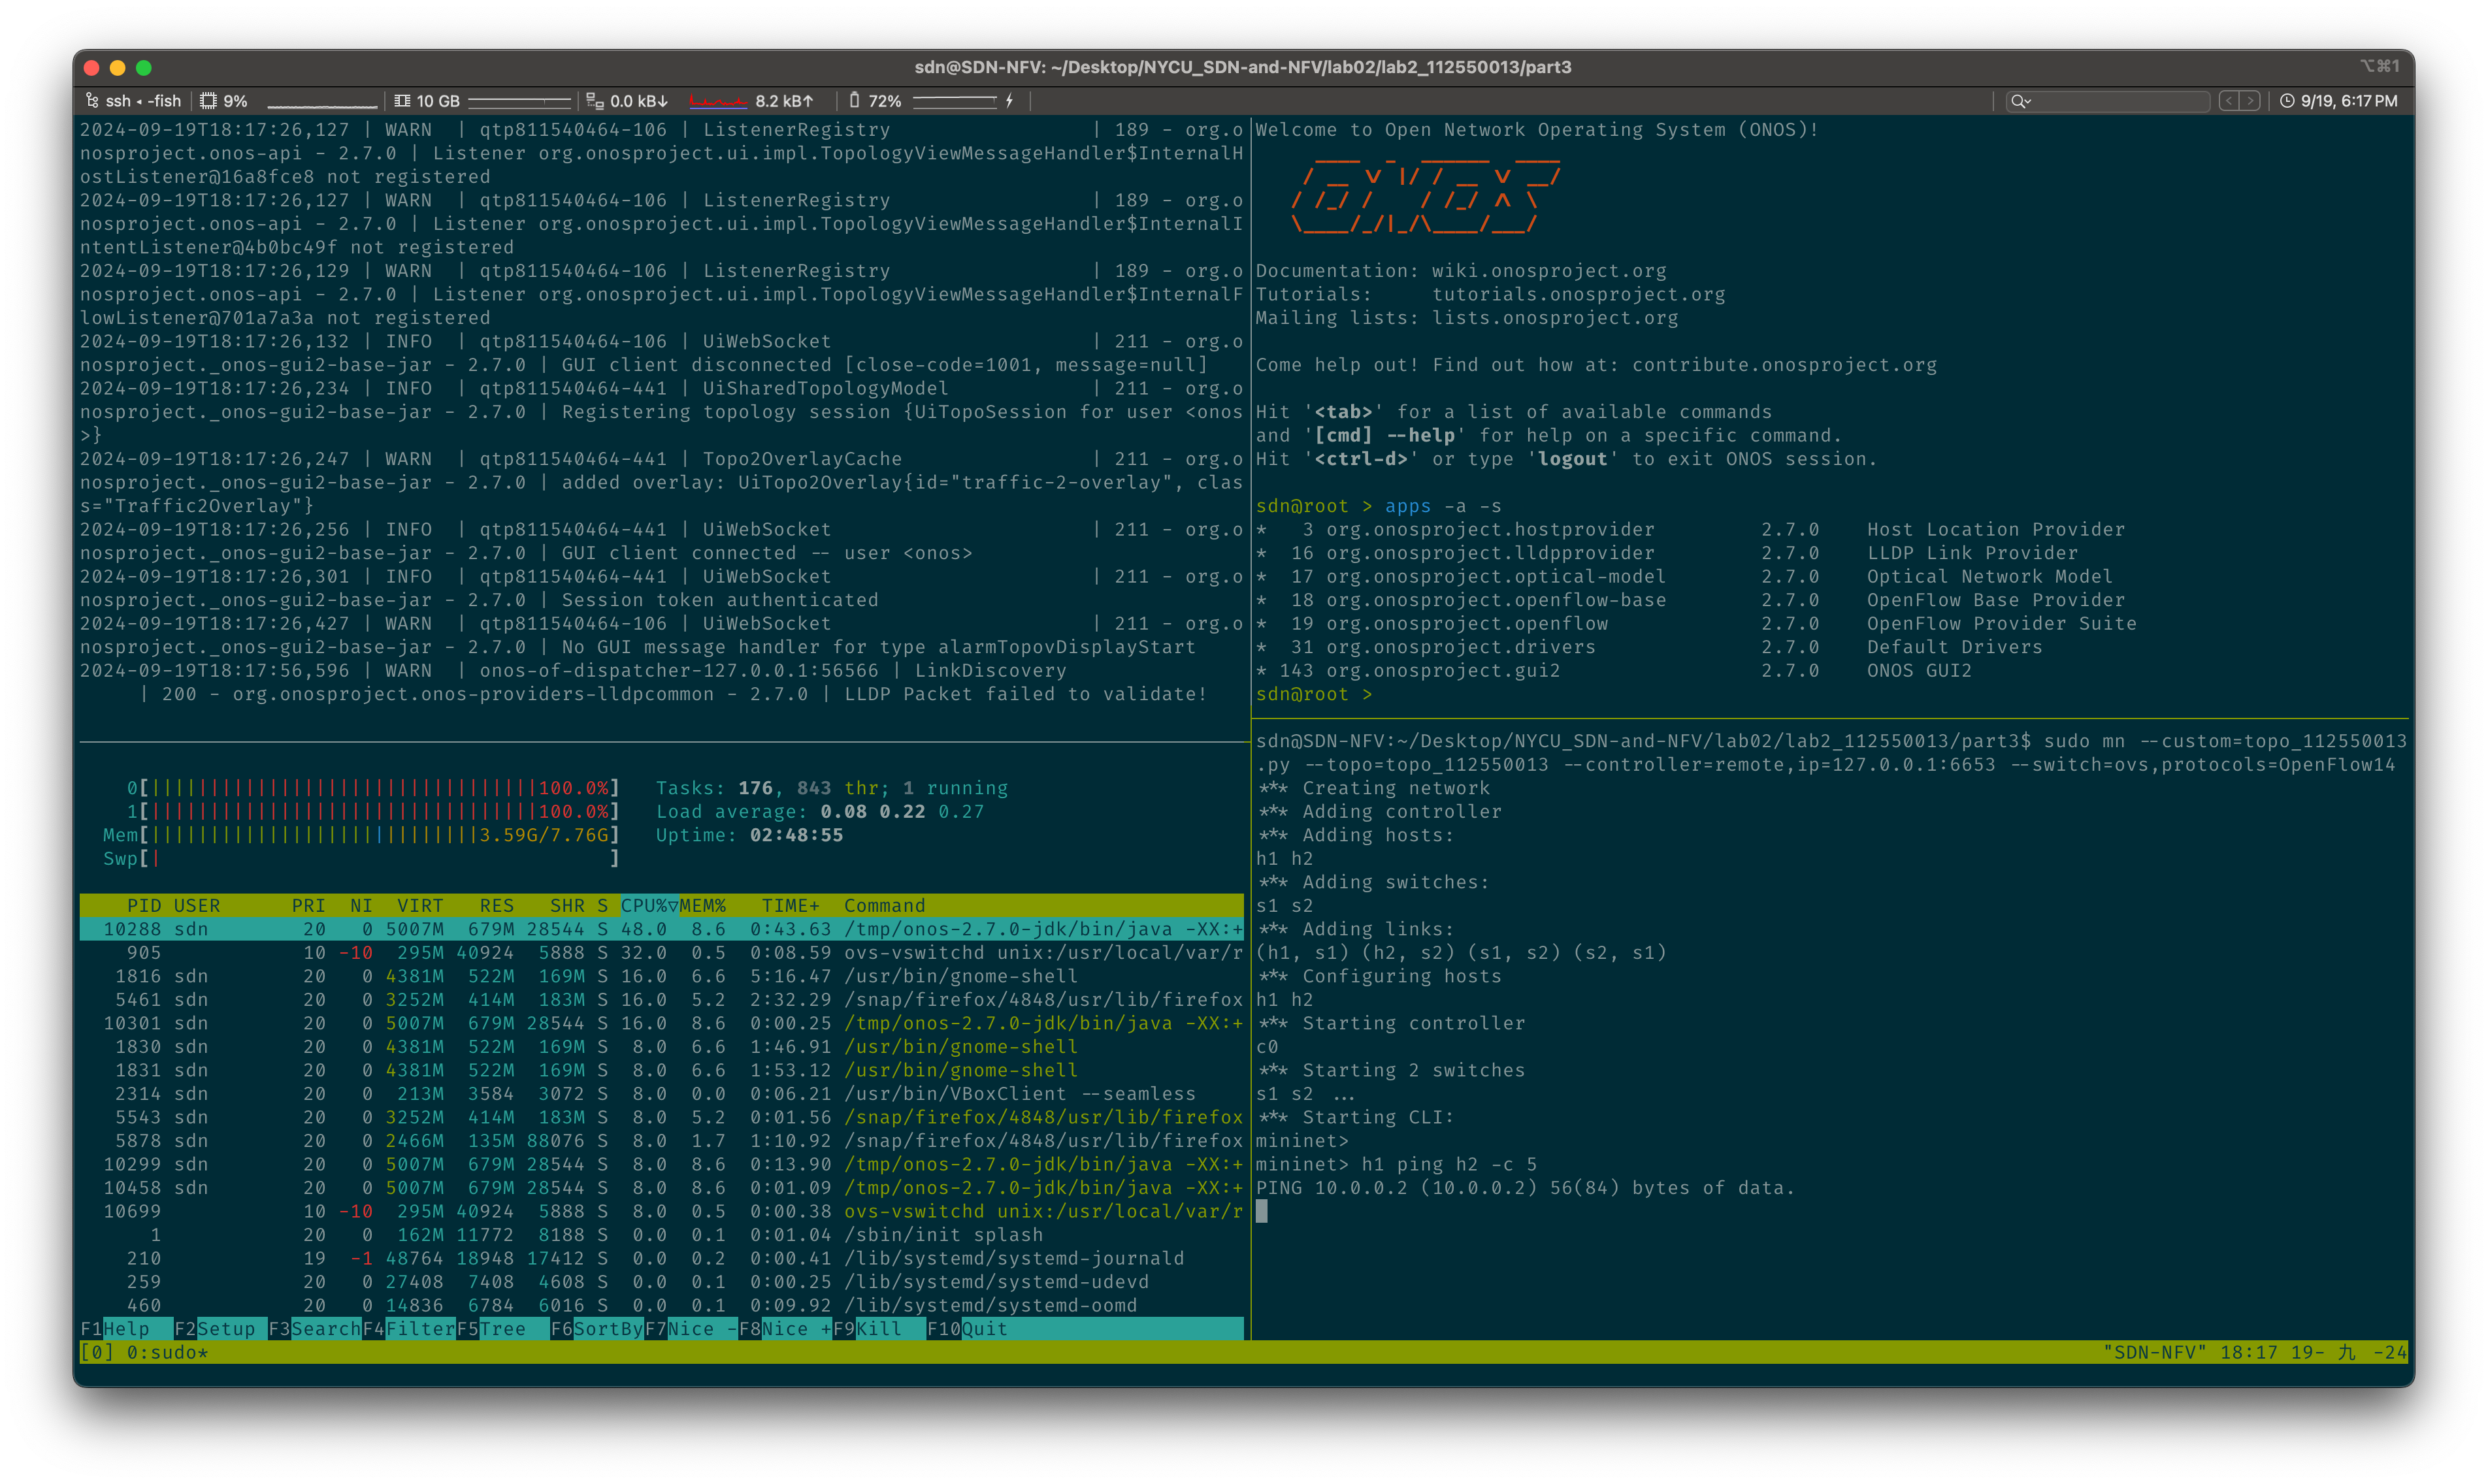 sdn@SDN-NFV: ~/Desktop/NYCU_SDN-and-NFV/lab02/lab2_112550013/part3
⌥⌘1
ssh ◂ -fish 9% 10 GB 0.0 kB↓ 8.2 kB↑ 72% 9/19, 6:17 PM
2024-09-19T18:17:26,127 | WARN  | qtp811540464-106 | ListenerRegistry                 | 189 - org.o
nosproject.onos-api - 2.7.0 | Listener org.onosproject.ui.impl.TopologyViewMessageHandler$InternalH
ostListener@16a8fce8 not registered
2024-09-19T18:17:26,127 | WARN  | qtp811540464-106 | ListenerRegistry                 | 189 - org.o
nosproject.onos-api - 2.7.0 | Listener org.onosproject.ui.impl.TopologyViewMessageHandler$InternalI
ntentListener@4b0bc49f not registered
2024-09-19T18:17:26,129 | WARN  | qtp811540464-106 | ListenerRegistry                 | 189 - org.o
nosproject.onos-api - 2.7.0 | Listener org.onosproject.ui.impl.TopologyViewMessageHandler$InternalF
lowListener@701a7a3a not registered
2024-09-19T18:17:26,132 | INFO  | qtp811540464-106 | UiWebSocket                      | 211 - org.o
nosproject._onos-gui2-base-jar - 2.7.0 | GUI client disconnected [close-code=1001, message=null]
2024-09-19T18:17:26,234 | INFO  | qtp811540464-441 | UiSharedTopologyModel            | 211 - org.o
nosproject._onos-gui2-base-jar - 2.7.0 | Registering topology session {UiTopoSession for user <onos
>}
2024-09-19T18:17:26,247 | WARN  | qtp811540464-441 | Topo2OverlayCache                | 211 - org.o
nosproject._onos-gui2-base-jar - 2.7.0 | added overlay: UiTopo2Overlay{id="traffic-2-overlay", clas
s="Traffic2Overlay"}
2024-09-19T18:17:26,256 | INFO  | qtp811540464-441 | UiWebSocket                      | 211 - org.o
nosproject._onos-gui2-base-jar - 2.7.0 | GUI client connected -- user <onos>
2024-09-19T18:17:26,301 | INFO  | qtp811540464-441 | UiWebSocket                      | 211 - org.o
nosproject._onos-gui2-base-jar - 2.7.0 | Session token authenticated
2024-09-19T18:17:26,427 | WARN  | qtp811540464-106 | UiWebSocket                      | 211 - org.o
nosproject._onos-gui2-base-jar - 2.7.0 | No GUI message handler for type alarmTopovDisplayStart
2024-09-19T18:17:56,596 | WARN  | onos-of-dispatcher-127.0.0.1:56566 | LinkDiscovery
     | 200 - org.onosproject.onos-providers-lldpcommon - 2.7.0 | LLDP Packet failed to validate!
Welcome to Open Network Operating System (ONOS)!
ONOS
Documentation: wiki.onosproject.org
Tutorials:     tutorials.onosproject.org
Mailing lists: lists.onosproject.org
Come help out! Find out how at: contribute.onosproject.org
Hit '<tab>' for a list of available commands
and '[cmd] --help' for help on a specific command.
Hit '<ctrl-d>' or type 'logout' to exit ONOS session.
sdn@root > apps -a -s
*   3 org.onosproject.hostprovider         2.7.0    Host Location Provider
*  16 org.onosproject.lldpprovider         2.7.0    LLDP Link Provider
*  17 org.onosproject.optical-model        2.7.0    Optical Network Model
*  18 org.onosproject.openflow-base        2.7.0    OpenFlow Base Provider
*  19 org.onosproject.openflow             2.7.0    OpenFlow Provider Suite
*  31 org.onosproject.drivers              2.7.0    Default Drivers
* 143 org.onosproject.gui2                 2.7.0    ONOS GUI2
sdn@root >
0[||||||||||||||||||||||||||||||||100.0%]   Tasks: 176, 843 thr; 1 running
1[||||||||||||||||||||||||||||||||100.0%]   Load average: 0.08 0.22 0.27
Mem[||||||||||||||||||||||||||||3.59G/7.76G]   Uptime: 02:48:55
Swp[|                                      ]
PID USER      PRI  NI  VIRT   RES   SHR S CPU%▽MEM%   TIME+  Command
10288 sdn        20   0 5007M  679M 28544 S 48.0  8.6  0:43.63 /tmp/onos-2.7.0-jdk/bin/java -XX:+
905            10 -10  295M 40924  5888 S 32.0  0.5  0:08.59 ovs-vswitchd unix:/usr/local/var/r
1816 sdn        20   0 4381M  522M  169M S 16.0  6.6  5:16.47 /usr/bin/gnome-shell
5461 sdn        20   0 3252M  414M  183M S 16.0  5.2  2:32.29 /snap/firefox/4848/usr/lib/firefox
10301 sdn        20   0 5007M  679M 28544 S 16.0  8.6  0:00.25 /tmp/onos-2.7.0-jdk/bin/java -XX:+
1830 sdn        20   0 4381M  522M  169M S  8.0  6.6  1:46.91 /usr/bin/gnome-shell
1831 sdn        20   0 4381M  522M  169M S  8.0  6.6  1:53.12 /usr/bin/gnome-shell
2314 sdn        20   0  213M  3584  3072 S  8.0  0.0  0:06.21 /usr/bin/VBoxClient --seamless
5543 sdn        20   0 3252M  414M  183M S  8.0  5.2  0:01.56 /snap/firefox/4848/usr/lib/firefox
5878 sdn        20   0 2466M  135M 88076 S  8.0  1.7  1:10.92 /snap/firefox/4848/usr/lib/firefox
10299 sdn        20   0 5007M  679M 28544 S  8.0  8.6  0:13.90 /tmp/onos-2.7.0-jdk/bin/java -XX:+
10458 sdn        20   0 5007M  679M 28544 S  8.0  8.6  0:01.09 /tmp/onos-2.7.0-jdk/bin/java -XX:+
10699            10 -10  295M 40924  5888 S  8.0  0.5  0:00.38 ovs-vswitchd unix:/usr/local/var/r
1            20   0  162M 11772  8188 S  0.0  0.1  0:01.04 /sbin/init splash
210            19  -1 48764 18948 17412 S  0.0  0.2  0:00.41 /lib/systemd/systemd-journald
259            20   0 27408  7408  4608 S  0.0  0.1  0:00.25 /lib/systemd/systemd-udevd
460            20   0 14836  6784  6016 S  0.0  0.1  0:09.92 /lib/systemd/systemd-oomd
F1Help  F2Setup F3SearchF4FilterF5Tree  F6SortByF7Nice -F8Nice +F9Kill  F10Quit
sdn@SDN-NFV:~/Desktop/NYCU_SDN-and-NFV/lab02/lab2_112550013/part3$ sudo mn --custom=topo_112550013
.py --topo=topo_112550013 --controller=remote,ip=127.0.0.1:6653 --switch=ovs,protocols=OpenFlow14
*** Creating network
*** Adding controller
*** Adding hosts:
h1 h2
*** Adding switches:
s1 s2
*** Adding links:
(h1, s1) (h2, s2) (s1, s2) (s2, s1)
*** Configuring hosts
h1 h2
*** Starting controller
c0
*** Starting 2 switches
s1 s2 ...
*** Starting CLI:
mininet>
mininet> h1 ping h2 -c 5
PING 10.0.0.2 (10.0.0.2) 56(84) bytes of data.
[0] 0:sudo* "SDN-NFV" 18:17 19- 九 -24